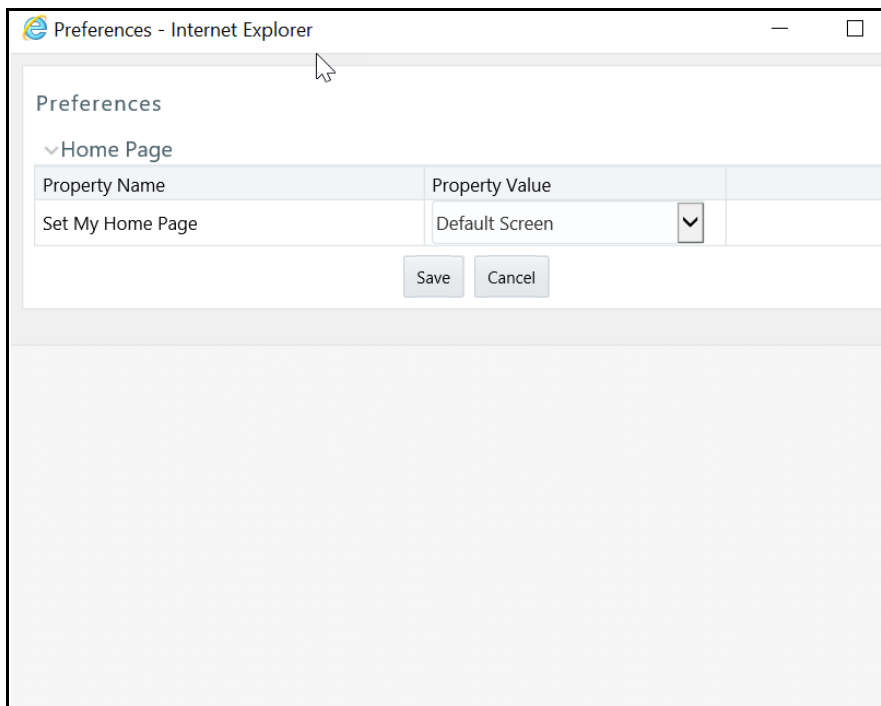 Preferences - Internet Explorer
Preferences
Home Page
Property Name Property Value
Set My Home Page Default Screen
Save Cancel